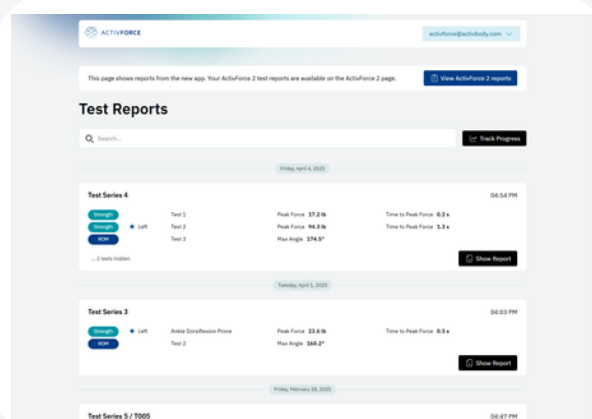 ACTIVFORCE
activforce@activbody.com
This page shows reports from the new app. Your ActivForce 2 test reports are available on the ActivForce 2 page.
View ActivForce 2 reports
Test Reports
Search...
Track Progress
Friday, April 4, 2025
Test Series 4 04:54 PM
Strength Test 1 Peak Force 17.2 lb Time to Peak Force 0.2 s
Strength Left Test 2 Peak Force 94.3 lb Time to Peak Force 1.3 s
ROM Test 3 Max Angle 174.5°
... 2 tests hidden
Show Report
Tuesday, April 1, 2025
Test Series 3 04:03 PM
Strength Left Ankle Dorsiflexion Prone Peak Force 23.6 lb Time to Peak Force 0.5 s
ROM Test 2 Max Angle 160.2°
Show Report
Friday, February 28, 2025
Test Series 5 / T005 04:47 PM